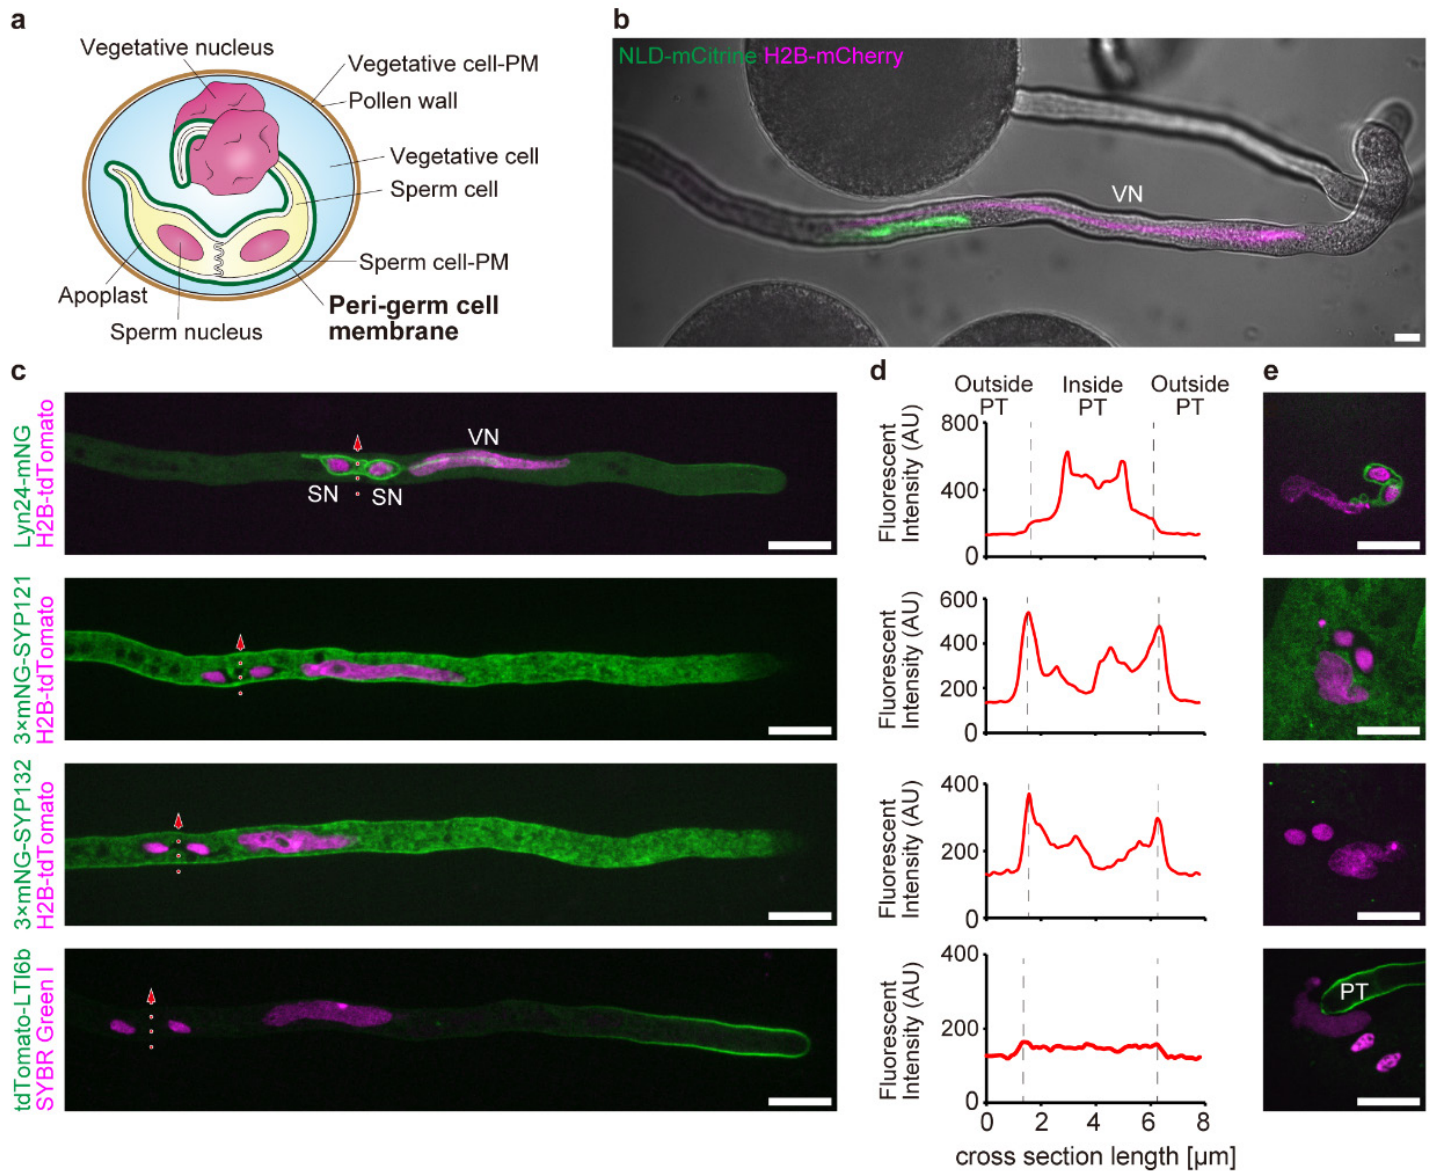 a
Vegetative nucleus
Vegetative cell-PM
Pollen wall
Vegetative cell
Sperm cell
Sperm cell-PM
Apoplast
Sperm nucleus
Peri-germ cell
membrane
b
NLD-mCitrine H2B-mCherry
VN
c
Lyn24-mNG
H2B-tdTomato
VN
SN
SN
3×mNG-SYP121
H2B-tdTomato
3×mNG-SYP132
H2B-tdTomato
tdTomato-LTI6b
SYBR Green I
d
Outside
PT
Inside
PT
Outside
PT
Fluorescent
Intensity (AU)
800
400
0
Fluorescent
Intensity (AU)
600
400
200
0
Fluorescent
Intensity (AU)
400
200
0
Fluorescent
Intensity (AU)
400
200
0
0 2 4 6 8
cross section length [µm]
e
PT